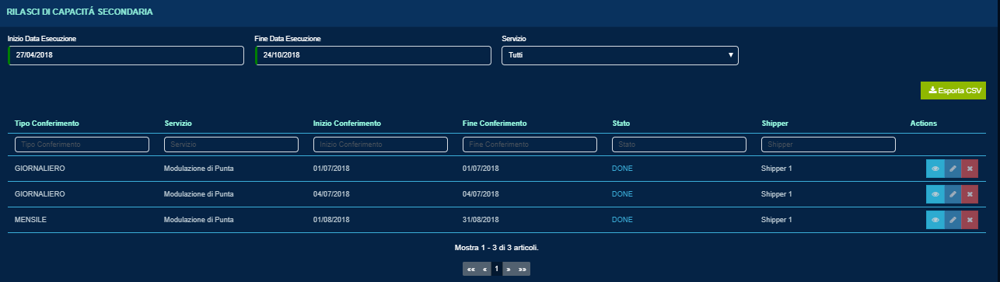 RILASCI DI CAPACITÁ SECONDARIA
Inizio Data Esecuzione Fine Data Esecuzione Servizio
27/04/2018 24/10/2018 Tutti
Esporta CSV
Tipo Conferimento Servizio Inizio Conferimento Fine Conferimento Stato Shipper Actions
Tipo Conferimento Servizio Inizio Conferimento Fine Conferimento Stato Shipper
GIORNALIERO Modulazione di Punta 01/07/2018 01/07/2018 DONE Shipper 1
GIORNALIERO Modulazione di Punta 04/07/2018 04/07/2018 DONE Shipper 1
MENSILE Modulazione di Punta 01/08/2018 31/08/2018 DONE Shipper 1
Mostra 1 - 3 di 3 articoli.
«« « 1 » »»